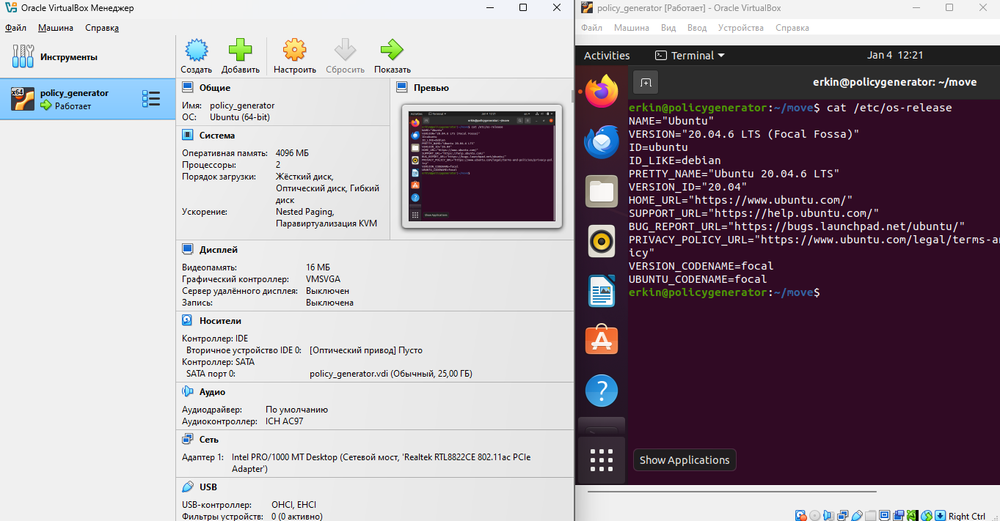 Oracle VirtualBox Менеджер
Файл Машина Справка
Инструменты
Создать Добавить Настроить Сбросить Показать
x64
policy_generator
Работает
Общие
Имя: policy_generator
ОС: Ubuntu (64-bit)
Система
Оперативная память: 4096 МБ
Процессоры: 2
Порядок загрузки: Жёсткий диск,
Оптический диск, Гибкий
диск
Ускорение: Nested Paging,
Паравиртуализация KVM
Превью
Дисплей
Видеопамять: 16 МБ
Графический контроллер: VMSVGA
Сервер удалённого дисплея: Выключен
Запись: Выключена
Носители
Контроллер: IDE
Вторичное устройство IDE 0: [Оптический привод] Пусто
Контроллер: SATA
SATA порт 0: policy_generator.vdi (Обычный, 25,00 ГБ)
Аудио
Аудиодрайвер: По умолчанию
Аудиоконтроллер: ICH AC97
Сеть
Адаптер 1: Intel PRO/1000 MT Desktop (Сетевой мост, 'Realtek RTL8822CE 802.11ac PCIe
Adapter')
USB
USB-контроллер: OHCI, EHCI
Фильтры устройств: 0 (0 активно)
policy_generator [Работает] - Oracle VirtualBox
Файл Машина Вид Ввод Устройства Справка
Activities Terminal Jan 4 12:21
erkin@policygenerator: ~/move
erkin@policygenerator:~/move$ cat /etc/os-release
NAME="Ubuntu"
VERSION="20.04.6 LTS (Focal Fossa)"
ID=ubuntu
ID_LIKE=debian
PRETTY_NAME="Ubuntu 20.04.6 LTS"
VERSION_ID="20.04"
HOME_URL="https://www.ubuntu.com/"
SUPPORT_URL="https://help.ubuntu.com/"
BUG_REPORT_URL="https://bugs.launchpad.net/ubuntu/"
PRIVACY_POLICY_URL="https://www.ubuntu.com/legal/terms-a
icy"
VERSION_CODENAME=focal
UBUNTU_CODENAME=focal
erkin@policygenerator:~/move$
Show Applications
Right Ctrl